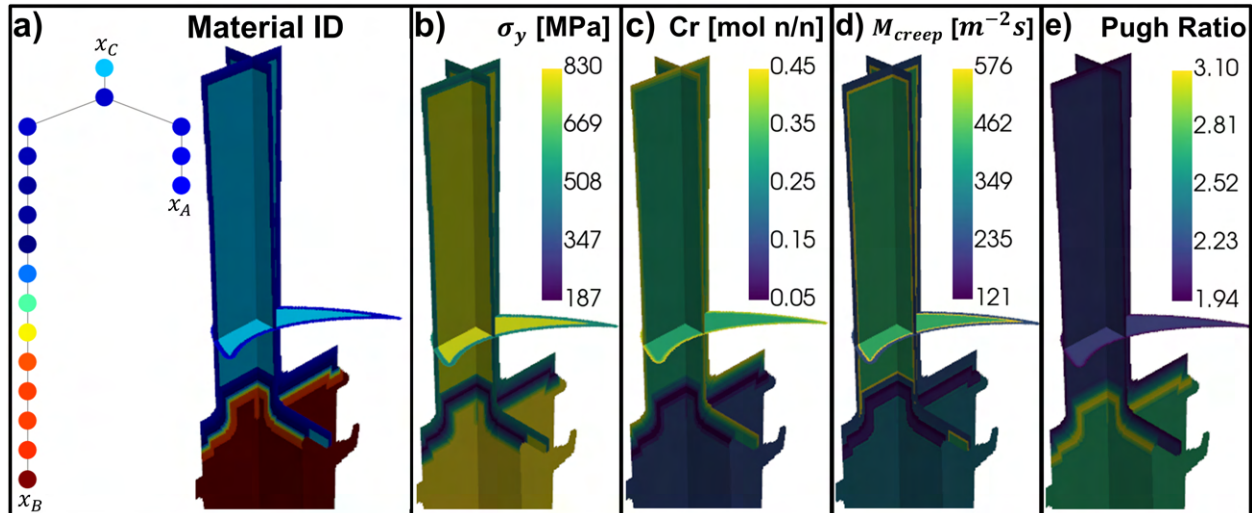 a) Material ID
x_C
x_A
x_B
b) σ_y [MPa]
830
669
508
347
187
c) Cr [mol n/n]
0.45
0.35
0.25
0.15
0.05
d) M_creep [m⁻²s]
576
462
349
235
121
e) Pugh Ratio
3.10
2.81
2.52
2.23
1.94